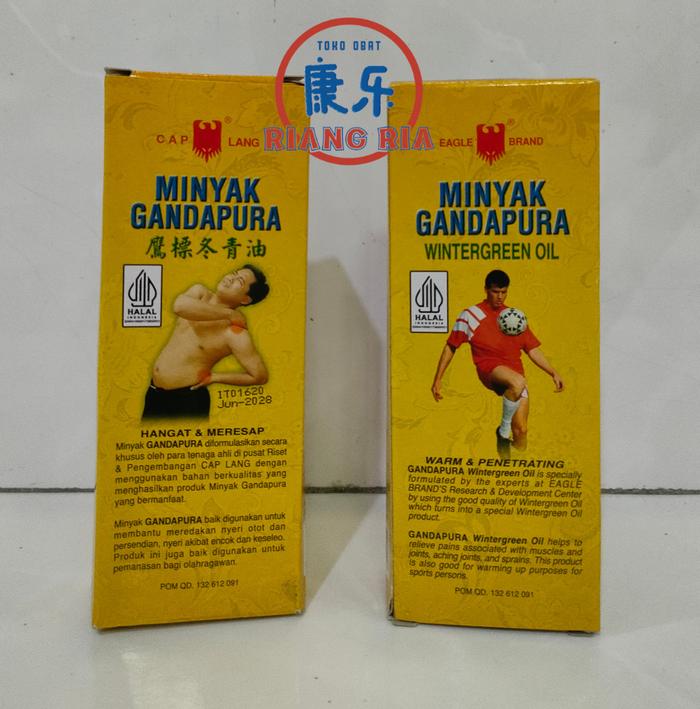 TOKO OBAT
康乐
RIANG RIA
CAP LANG
MINYAK
GANDAPURA
鷹標冬青油
HALAL
INDONESIA
IT01620
Jun-2028
HANGAT & MERESAP
Minyak GANDAPURA diformulasikan secara
khusus oleh para tenaga ahli di pusat Riset
& Pengembangan CAP LANG dengan
menggunakan bahan berkualitas yang
menghasilkan produk Minyak Gandapura
yang bermanfaat.
Minyak GANDAPURA baik digunakan untuk
membantu meredakan nyeri otot dan
persendian, nyeri akibat encok dan keseleo.
Produk ini juga baik digunakan untuk
pemanasan bagi olahragawan.
POM QD. 132 612 091
EAGLE BRAND
MINYAK
GANDAPURA
WINTERGREEN OIL
HALAL
INDONESIA
WARM & PENETRATING
GANDAPURA Wintergreen Oil is specially
formulated by the experts at EAGLE
BRAND'S Research & Development Center
by using the good quality of Wintergreen Oil
which turns into a special Wintergreen Oil
product.
GANDAPURA Wintergreen Oil helps to
relieve pains associated with muscles and
joints, aching joints, and sprains. This product
is also good for warming up purposes for
sports persons.
POM QD. 132 612 091